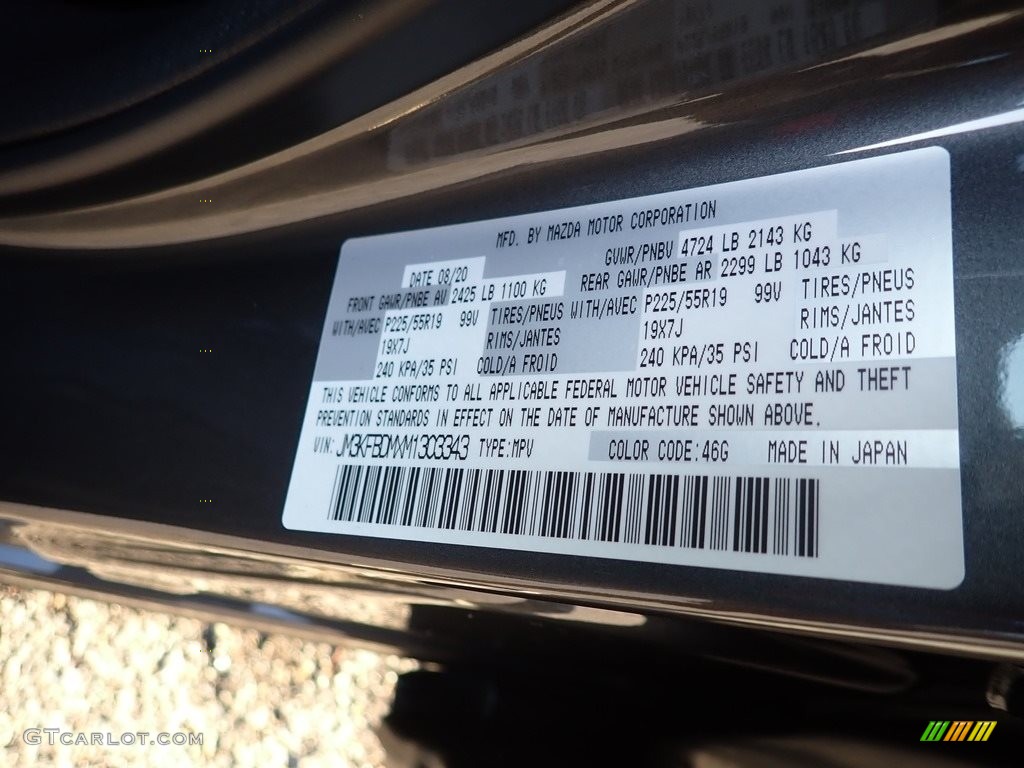 MFD. BY MAZDA MOTOR CORPORATION
DATE 08/20 GVWR/PNBV 4724 LB 2143 KG
FRONT GAWR/PNBE AV 2425 LB 1100 KG REAR GAWR/PNBE AR 2299 LB 1043 KG
WITH/AVEC P225/55R19 99V TIRES/PNEUS WITH/AVEC P225/55R19 99V TIRES/PNEUS
19X7J RIMS/JANTES 19X7J RIMS/JANTES
240 KPA/35 PSI COLD/A FROID 240 KPA/35 PSI COLD/A FROID
THIS VEHICLE CONFORMS TO ALL APPLICABLE FEDERAL MOTOR VEHICLE SAFETY AND THEFT
PREVENTION STANDARDS IN EFFECT ON THE DATE OF MANUFACTURE SHOWN ABOVE.
VIN: JM3KFBDMXM1303343 TYPE:MPV COLOR CODE:46G MADE IN JAPAN
GTCARLOT.COM